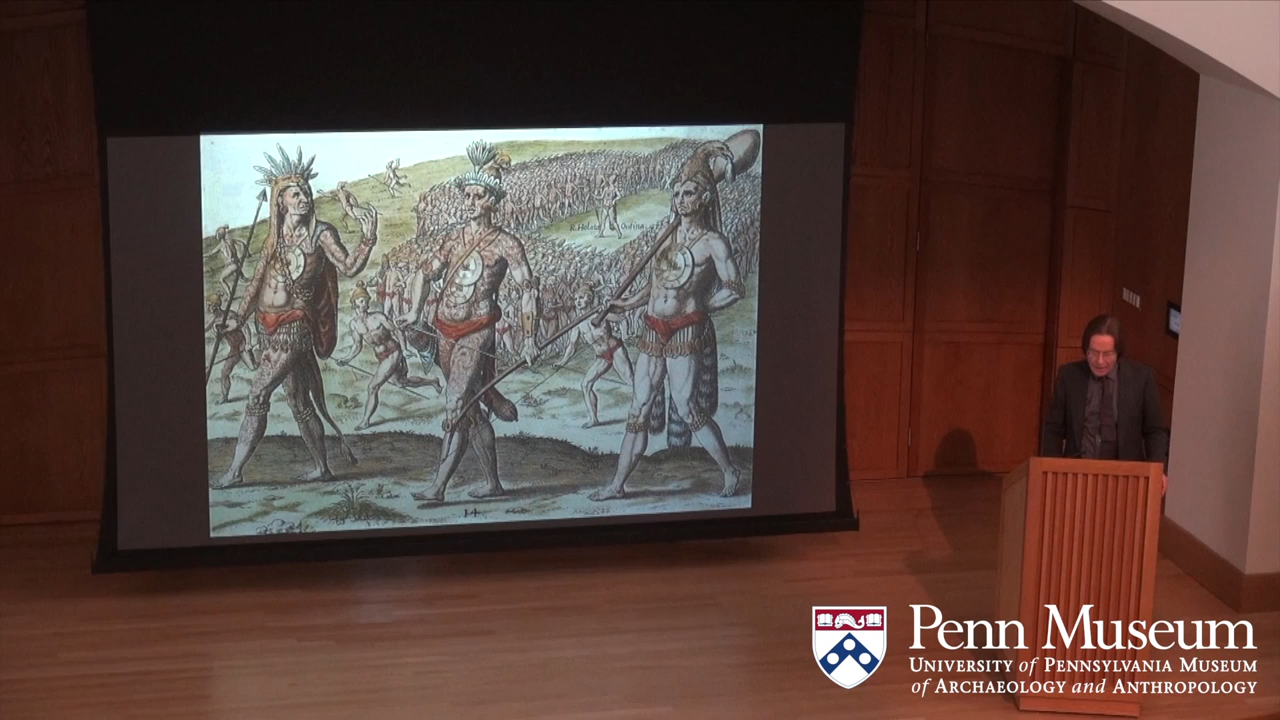 R. Holata Outina
14
Penn Museum
UNIVERSITY of PENNSYLVANIA MUSEUM
of ARCHAEOLOGY and ANTHROPOLOGY